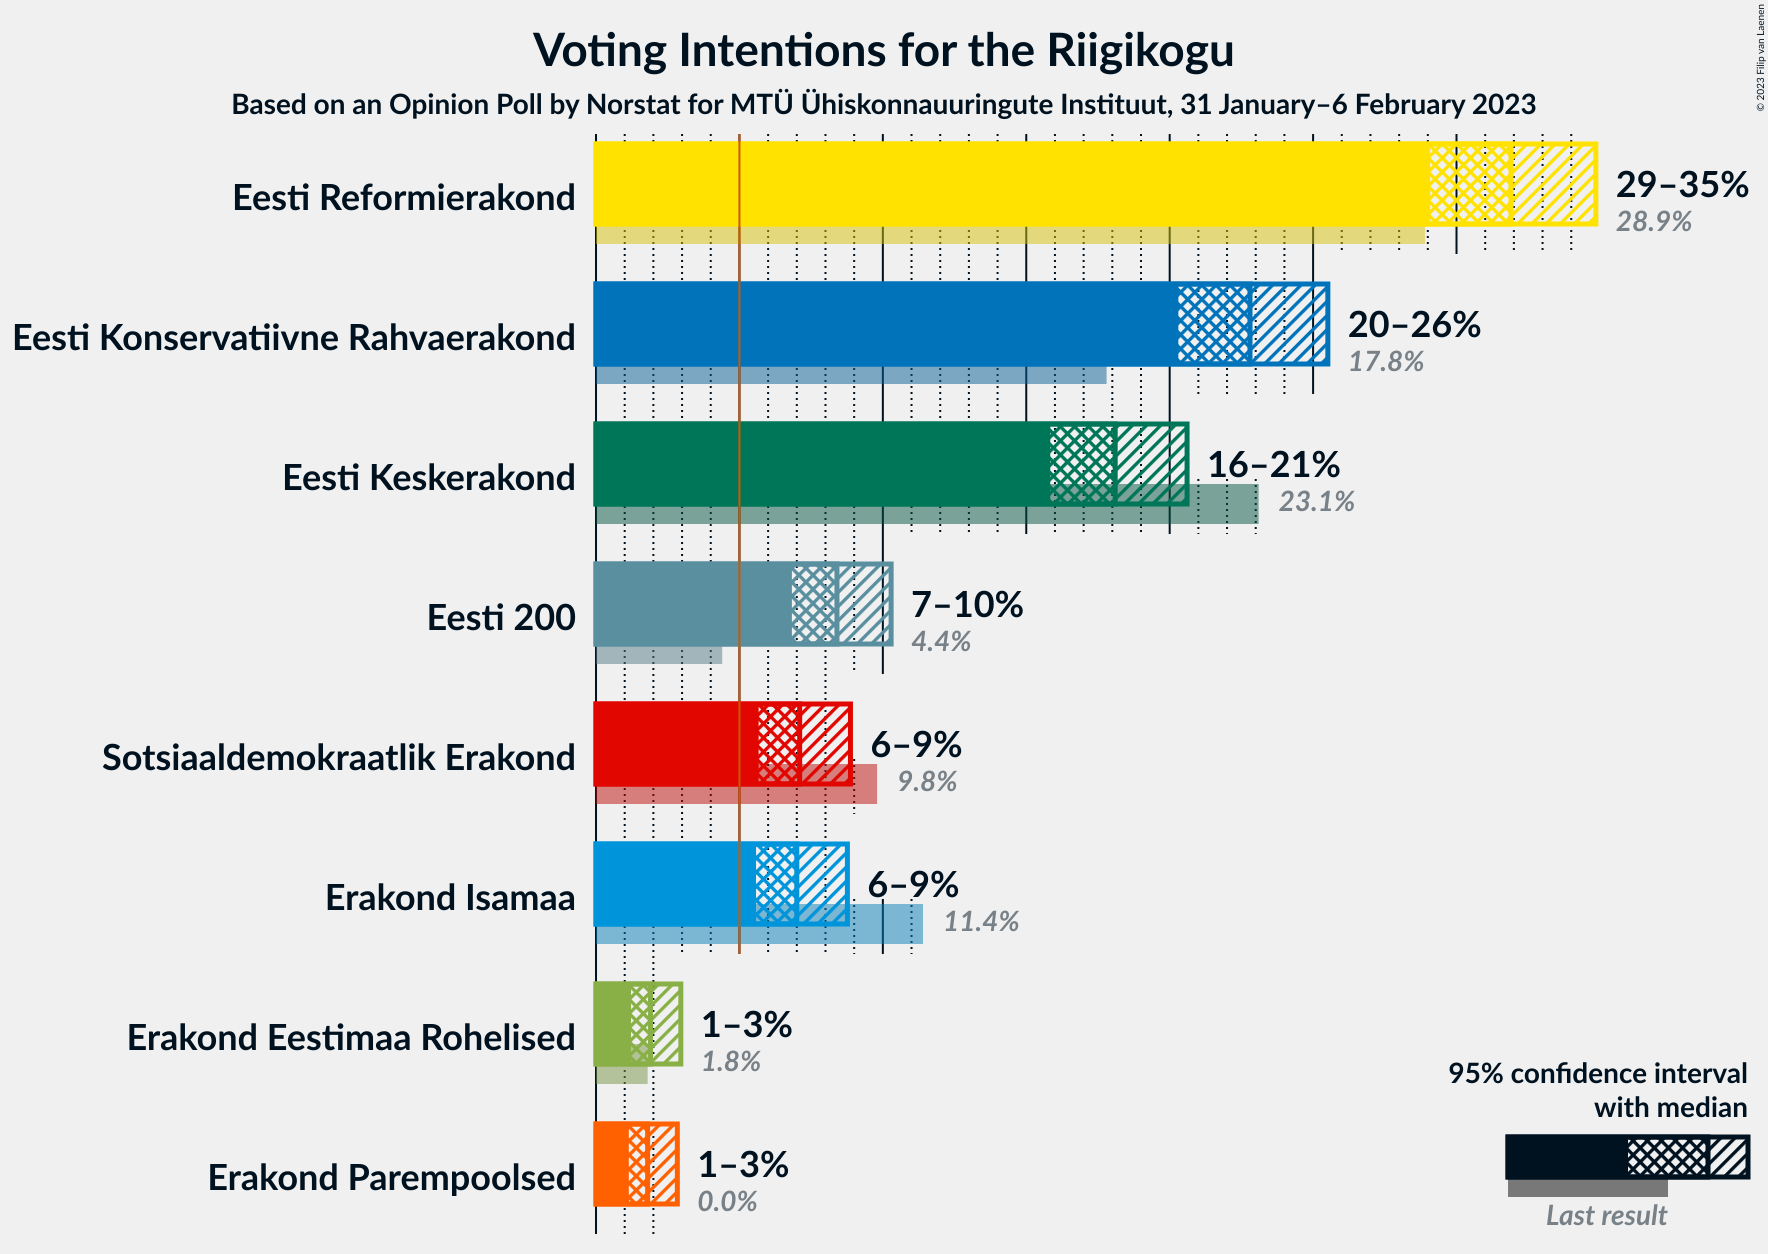 Voting Intentions for the Riigikogu
Based on an Opinion Poll by Norstat for MTÜ Ühiskonnauuringute Instituut, 31 January–6 February 2023
© 2023 Filip van Laenen
Eesti Reformierakond
29–35%
28.9%
Eesti Konservatiivne Rahvaerakond
20–26%
17.8%
Eesti Keskerakond
16–21%
23.1%
Eesti 200
7–10%
4.4%
Sotsiaaldemokraatlik Erakond
6–9%
9.8%
Erakond Isamaa
6–9%
11.4%
Erakond Eestimaa Rohelised
1–3%
1.8%
Erakond Parempoolsed
1–3%
0.0%
95% confidence interval
with median
Last result